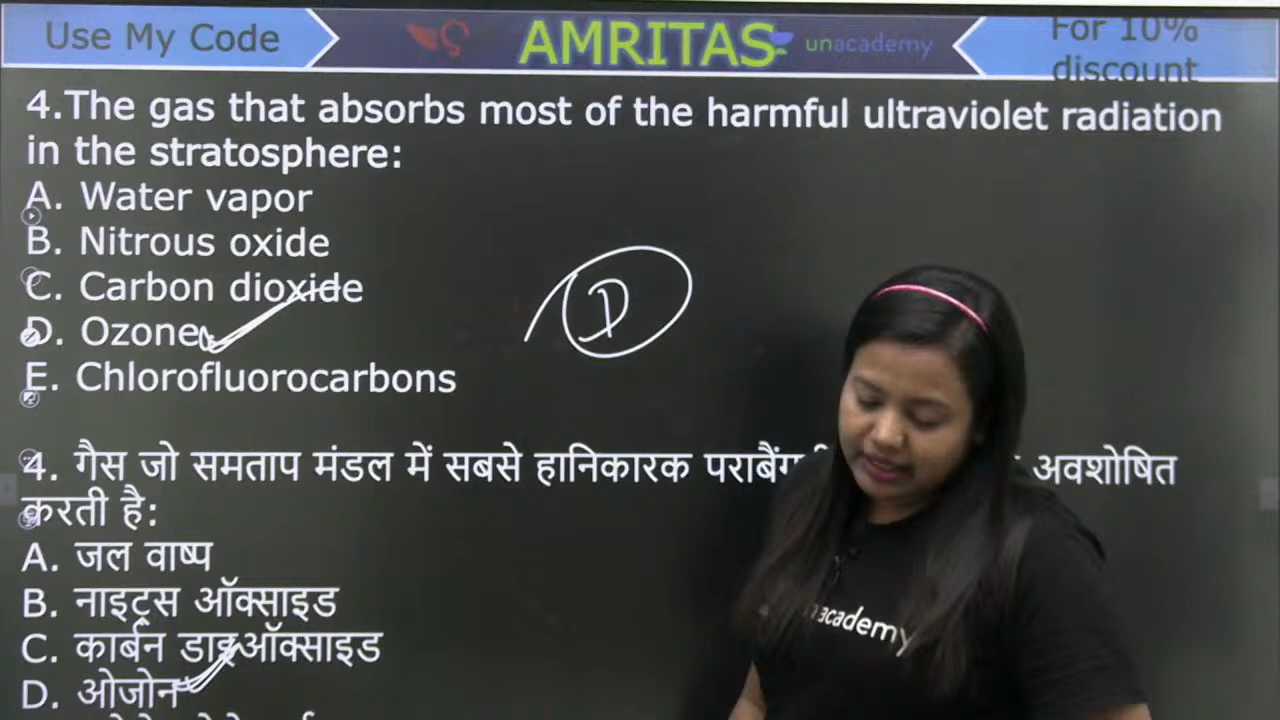 Use My Code
AMRITAS
unacademy
For 10%
discount
4.The gas that absorbs most of the harmful ultraviolet radiation
in the stratosphere:
A. Water vapor
B. Nitrous oxide
C. Carbon dioxide
D. Ozone
E. Chlorofluorocarbons
D
4. गैस जो समताप मंडल में सबसे हानिकारक अवशोषित
करती है:
A. जल वाष्प
B. नाइट्रस ऑक्साइड
C. कार्बन डाइऑक्साइड
D. ओजोन
unacademy